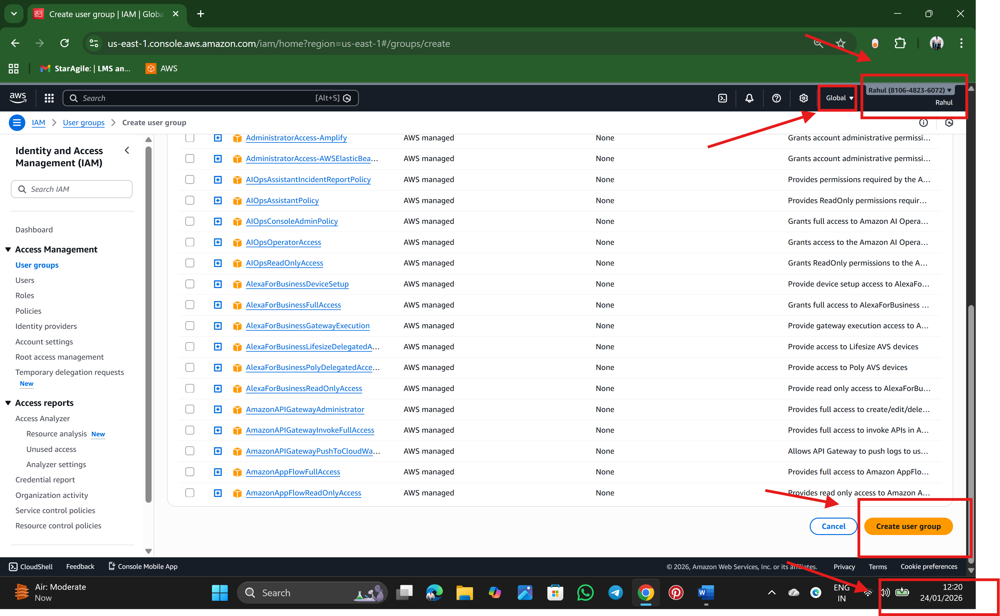 Create user group | IAM | Globa
us-east-1.console.aws.amazon.com/iam/home?region=us-east-1#/groups/create
StarAgile: | LMS an...
AWS
aws
Search
[Alt+S]
Global
Rahul (8106-4823-6072)
Rahul
IAM
User groups
Create user group
Identity and Access
Management (IAM)
Search IAM
Dashboard
Access Management
User groups
Users
Roles
Policies
Identity providers
Account settings
Root access management
Temporary delegation requests
New
Access reports
Access Analyzer
Resource analysis New
Unused access
Analyzer settings
Credential report
Organization activity
Service control policies
Resource control policies
AdministratorAccess-Amplify AWS managed None Grants account administrative permissi...
AdministratorAccess-AWSElasticBea... AWS managed None Grants account administrative permissi...
AIOpsAssistantIncidentReportPolicy AWS managed None Provides permissions required by the A...
AIOpsAssistantPolicy AWS managed None Provides ReadOnly permissions requir...
AIOpsConsoleAdminPolicy AWS managed None Grants full access to Amazon AI Opera...
AIOpsOperatorAccess AWS managed None Grants access to the Amazon AI Opera...
AIOpsReadOnlyAccess AWS managed None Grants ReadOnly permissions to the A...
AlexaForBusinessDeviceSetup AWS managed None Provide device setup access to AlexaFo...
AlexaForBusinessFullAccess AWS managed None Grants full access to AlexaForBusiness ...
AlexaForBusinessGatewayExecution AWS managed None Provide gateway execution access to A...
AlexaForBusinessLifesizeDelegatedA... AWS managed None Provide access to Lifesize AVS devices
AlexaForBusinessPolyDelegatedAcce... AWS managed None Provide access to Poly AVS devices
AlexaForBusinessReadOnlyAccess AWS managed None Provide read only access to AlexaForBu...
AmazonAPIGatewayAdministrator AWS managed None Provides full access to create/edit/dele...
AmazonAPIGatewayInvokeFullAccess AWS managed None Provides full access to invoke APIs in A...
AmazonAPIGatewayPushToCloudWa... AWS managed None Allows API Gateway to push logs to us...
AmazonAppFlowFullAccess AWS managed None Provides full access to Amazon AppFlo...
AmazonAppFlowReadOnlyAccess AWS managed None Provides read only access to Amazon A...
Cancel
Create user group
CloudShell
Feedback
Console Mobile App
© 2026, Amazon Web Services, Inc. or its affiliates.
Privacy
Terms
Cookie preferences
Air: Moderate
Now
Search
ENG
IN
12:20
24/01/2026